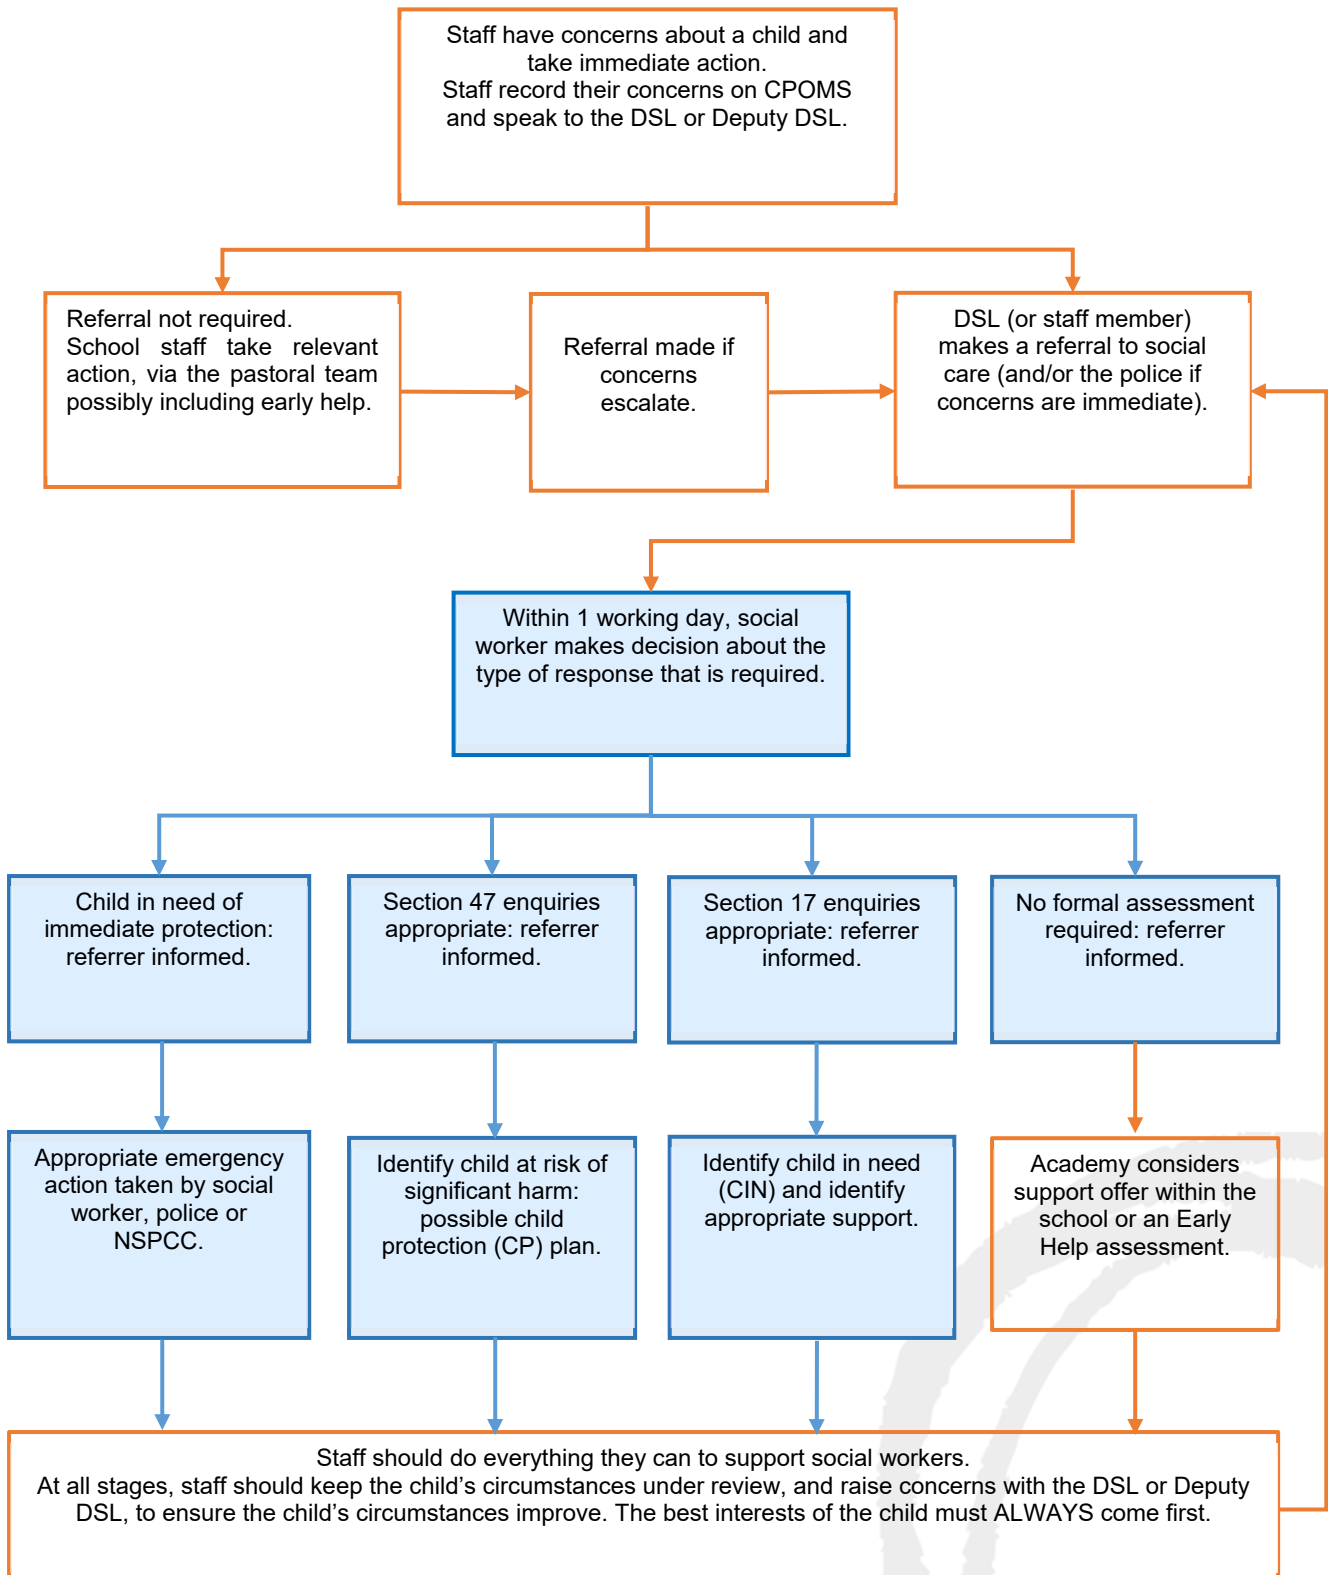 Staff have concerns about a child and
take immediate action.
Staff record their concerns on CPOMS
and speak to the DSL or Deputy DSL.
Referral not required.
School staff take relevant
action, via the pastoral team
possibly including early help.
Referral made if
concerns
escalate.
DSL (or staff member)
makes a referral to social
care (and/or the police if
concerns are immediate).
Within 1 working day, social
worker makes decision about the
type of response that is required.
Child in need of
immediate protection:
referrer informed.
Section 47 enquiries
appropriate: referrer
informed.
Section 17 enquiries
appropriate: referrer
informed.
No formal assessment
required: referrer
informed.
Appropriate emergency
action taken by social
worker, police or
NSPCC.
Identify child at risk of
significant harm:
possible child
protection (CP) plan.
Identify child in need
(CIN) and identify
appropriate support.
Academy considers
support offer within the
school or an Early
Help assessment.
Staff should do everything they can to support social workers.
At all stages, staff should keep the child’s circumstances under review, and raise concerns with the DSL or Deputy
DSL, to ensure the child’s circumstances improve. The best interests of the child must ALWAYS come first.